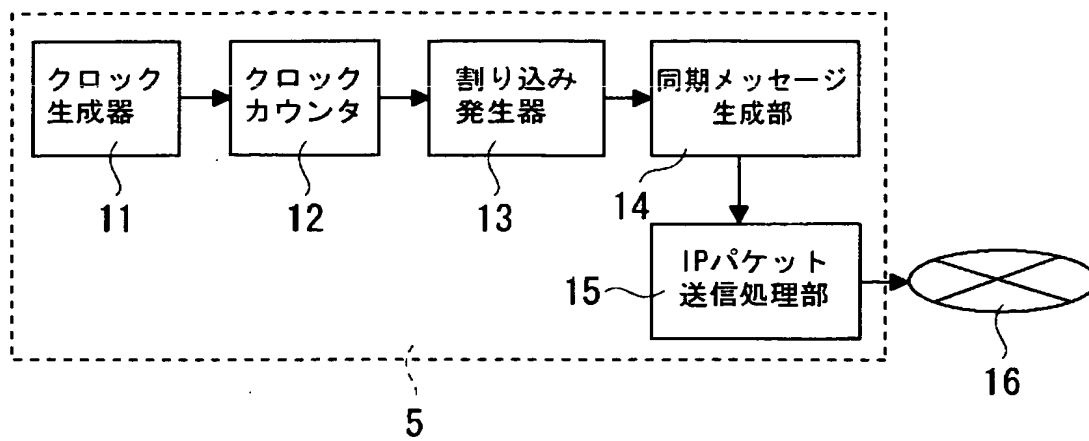 クロック
生成器
クロック
カウンタ
割り込み
発生器
同期メッセージ
生成部
11
12
13
14
IPパケット
送信処理部
15
16
5